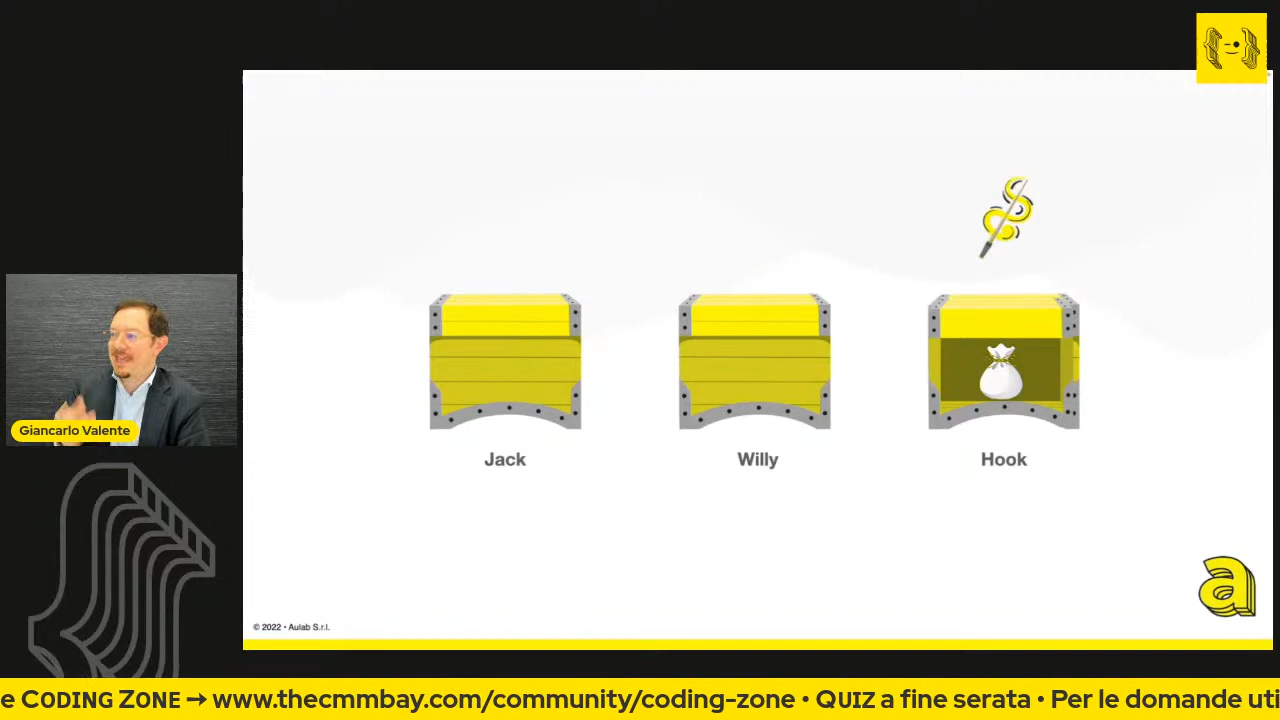 Jack
Willy
Hook
Giancarlo Valente
© 2022 • Aulab S.r.l.
a
e CODING ZONE → www.thecmmbay.com/community/coding-zone • QUIZ a fine serata • Per le domande uti